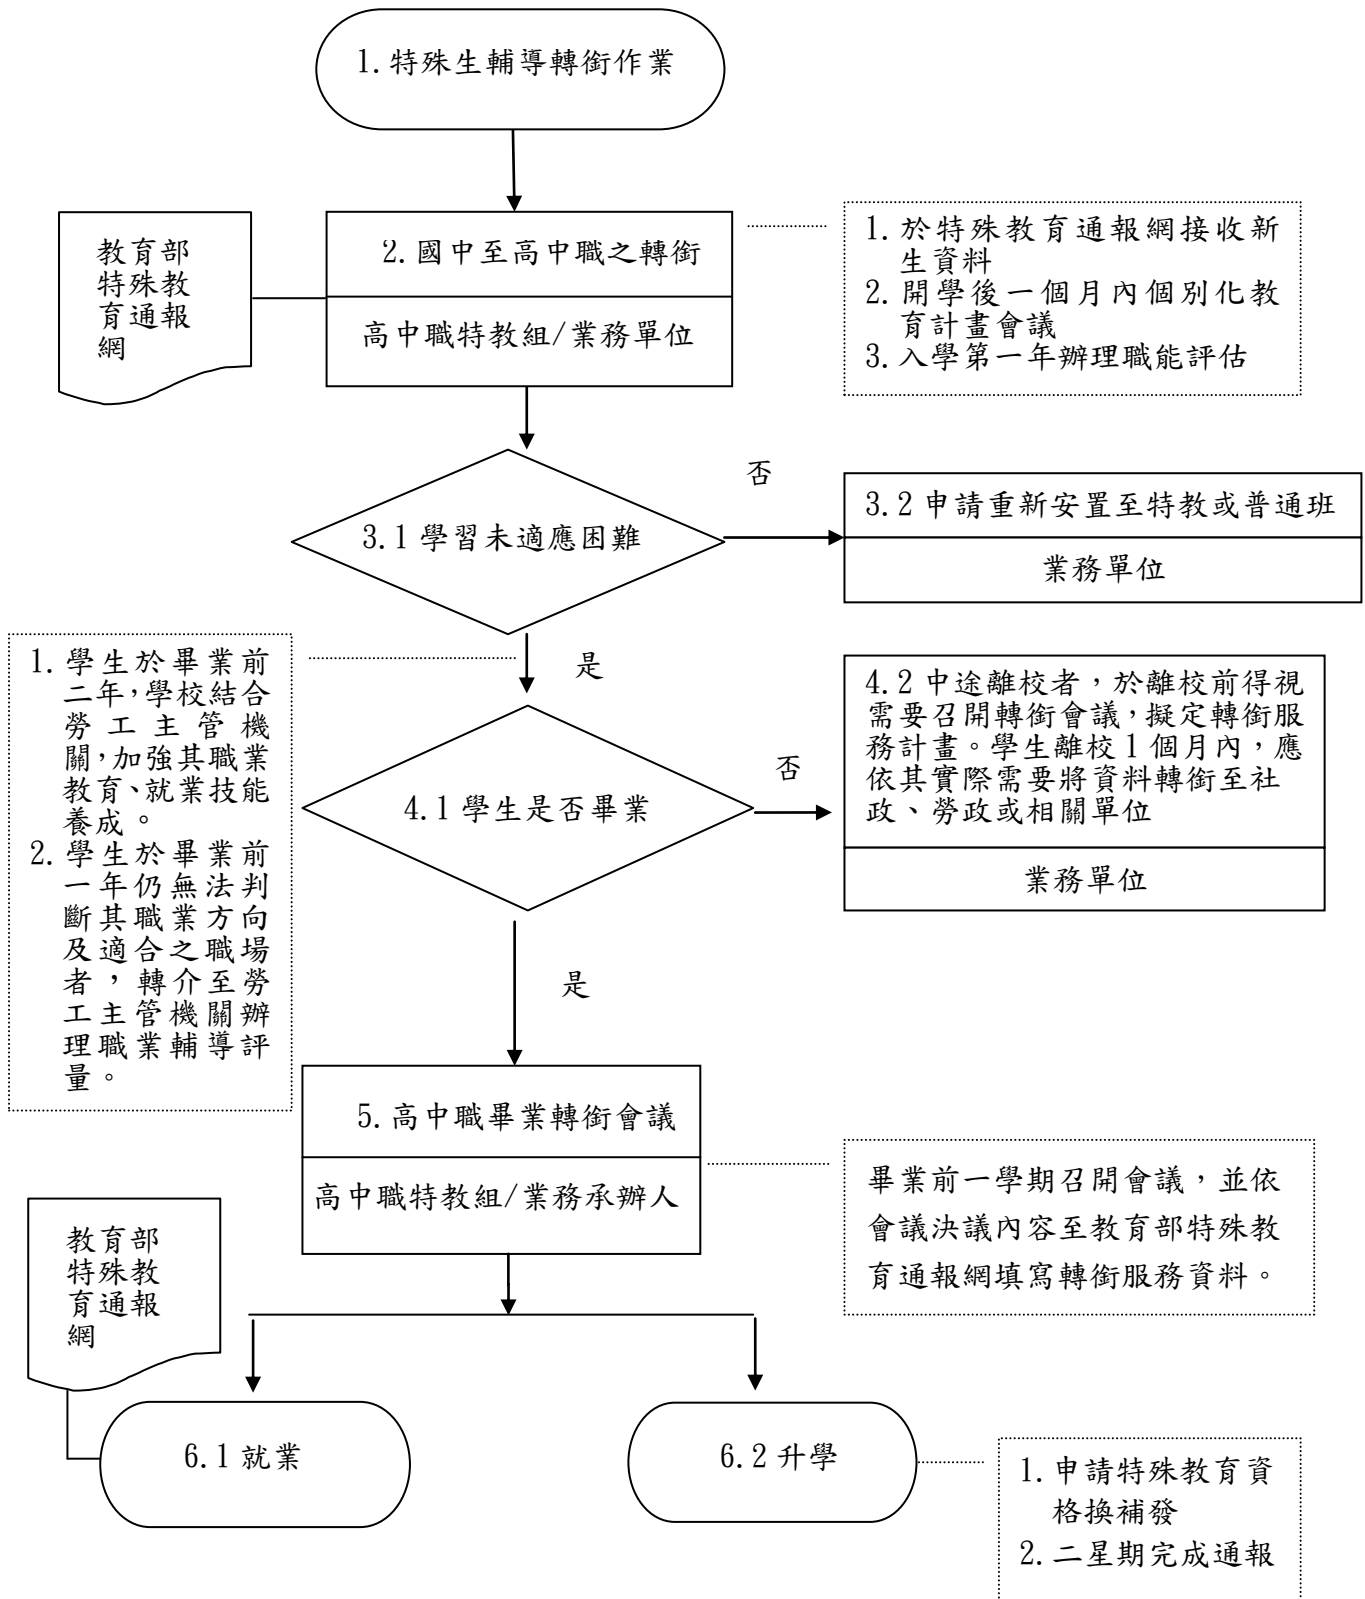 1.特殊生輔導轉銜作業
教育部
特殊教
育通報
網
2.國中至高中職之轉銜
高中職特教組/業務單位
1.於特殊教育通報網接收新
生資料
2.開學後一個月內個別化教
育計畫會議
3.入學第一年辦理職能評估
3.1學習未適應困難
否
3.2申請重新安置至特教或普通班
業務單位
是
1.學生於畢業前
二年,學校結合
勞工主管機
關,加強其職業
教育、就業技能
養成。
2.學生於畢業前
一年仍無法判
斷其職業方向
及適合之職場
者,轉介至勞
工主管機關辦
理職業輔導評
量。
4.1學生是否畢業
否
4.2中途離校者,於離校前得視
需要召開轉銜會議,擬定轉銜服
務計畫。學生離校1個月內,應
依其實際需要將資料轉銜至社
政、勞政或相關單位
業務單位
是
5.高中職畢業轉銜會議
高中職特教組/業務承辦人
畢業前一學期召開會議,並依
會議決議內容至教育部特殊教
育通報網填寫轉銜服務資料。
教育部
特殊教
育通報
網
6.1就業
6.2升學
1.申請特殊教育資
格換補發
2.二星期完成通報